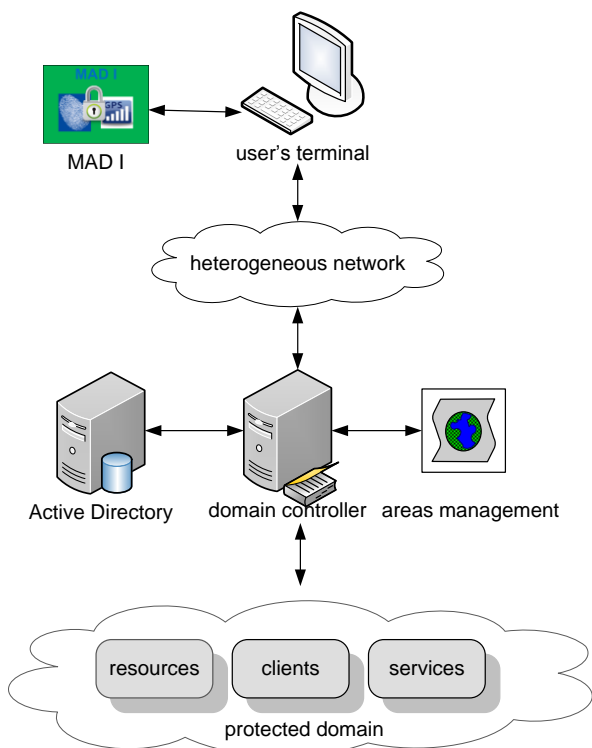 MAD I
GPS
MAD I
user's terminal
heterogeneous network
Active Directory
domain controller
areas management
resources
clients
services
protected domain